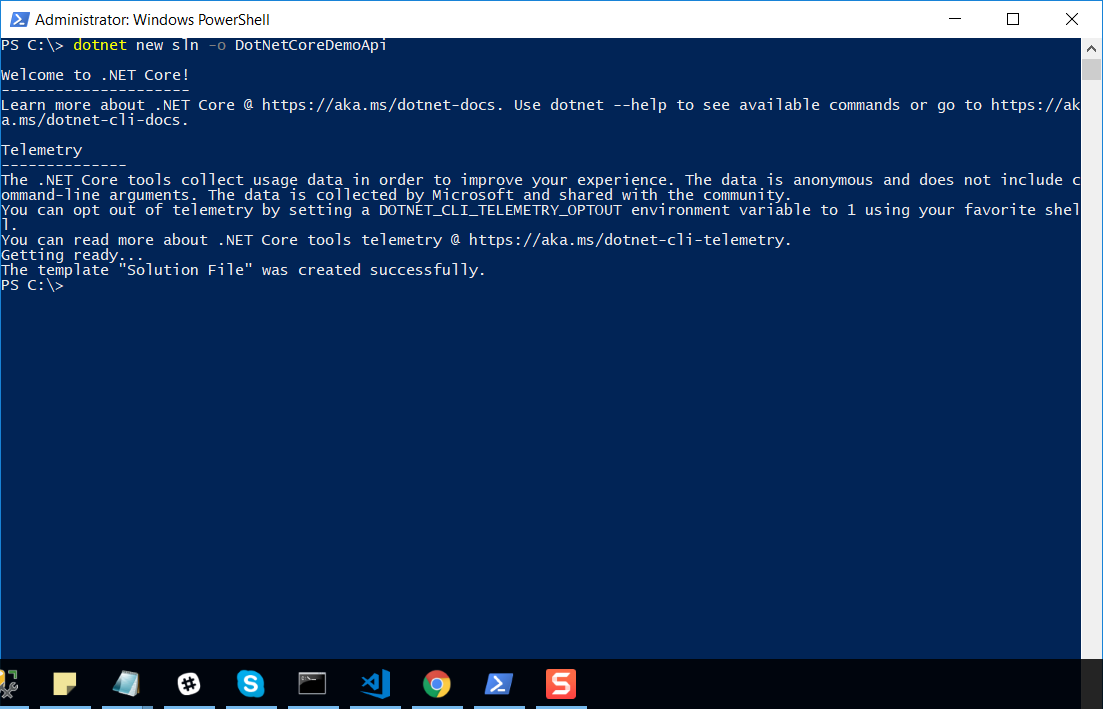 Administrator: Windows PowerShell
PS C:\> dotnet new sln -o DotNetCoreDemoApi
Welcome to .NET Core!
---------------------
Learn more about .NET Core @ https://aka.ms/dotnet-docs. Use dotnet --help to see available commands or go to https://ak
a.ms/dotnet-cli-docs.
Telemetry
--------------
The .NET Core tools collect usage data in order to improve your experience. The data is anonymous and does not include c
ommand-line arguments. The data is collected by Microsoft and shared with the community.
You can opt out of telemetry by setting a DOTNET_CLI_TELEMETRY_OPTOUT environment variable to 1 using your favorite shel
l.
You can read more about .NET Core tools telemetry @ https://aka.ms/dotnet-cli-telemetry.
Getting ready...
The template "Solution File" was created successfully.
PS C:\>